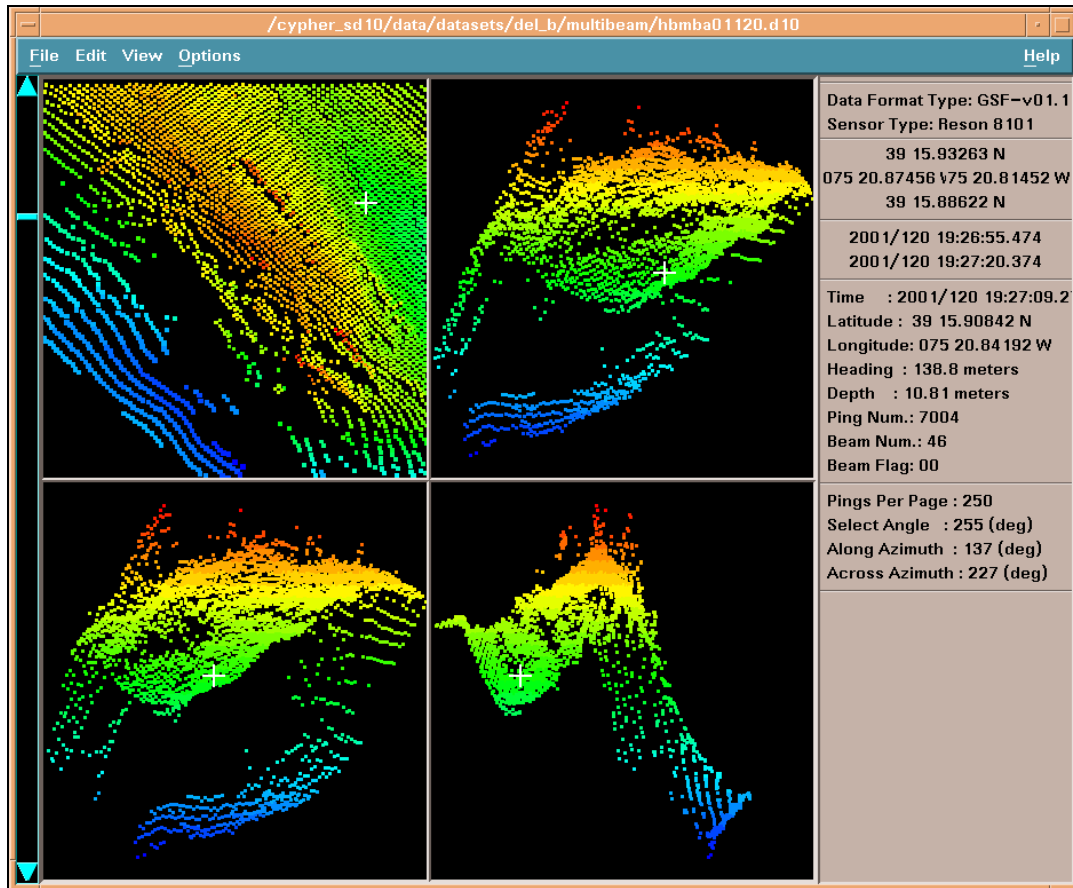 /cypher_sd10/data/datasets/del_b/multibeam/hbmba01120.d10
File Edit View Options Help
Data Format Type: GSF-v01.1
Sensor Type: Reson 8101
39 15.93263 N
075 20.87456 W75 20.81452 W
39 15.88622 N
2001/120 19:26:55.474
2001/120 19:27:20.374
Time : 2001/120 19:27:09.2
Latitude : 39 15.90842 N
Longitude: 075 20.84192 W
Heading : 138.8 meters
Depth : 10.81 meters
Ping Num.: 7004
Beam Num.: 46
Beam Flag: 00
Pings Per Page : 250
Select Angle : 255 (deg)
Along Azimuth : 137 (deg)
Across Azimuth : 227 (deg)